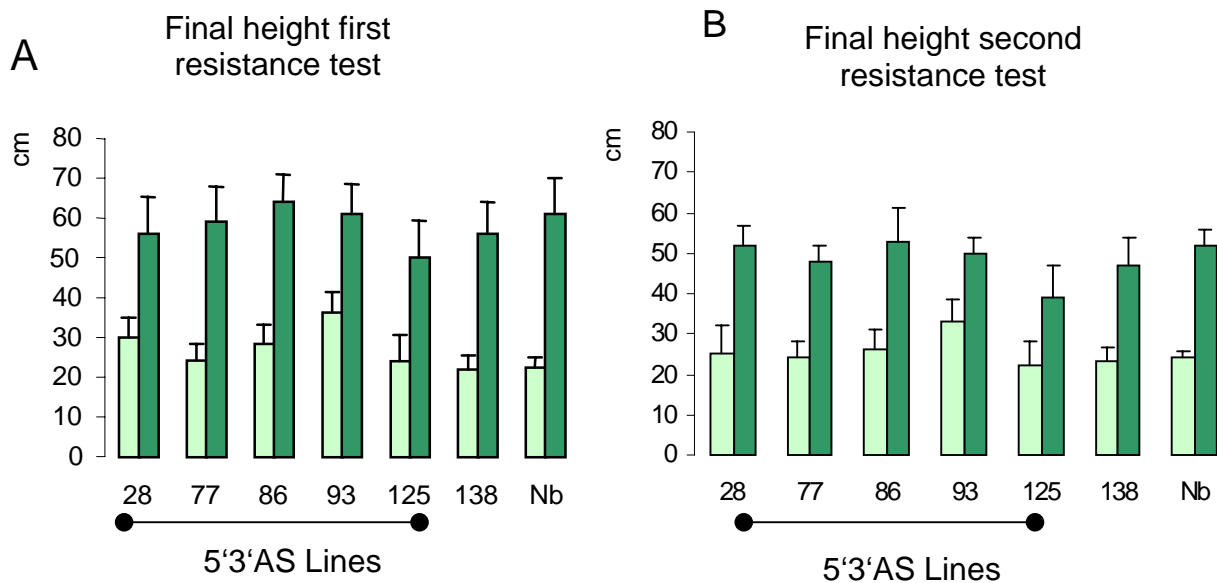 A
Final height first
resistance test
cm
80
70
60
50
40
30
20
10
0
28 77 86 93 125 138 Nb
5‘3‘AS Lines
B
Final height second
resistance test
cm
80
70
60
50
40
30
20
10
0
28 77 86 93 125 138 Nb
5‘3‘AS Lines